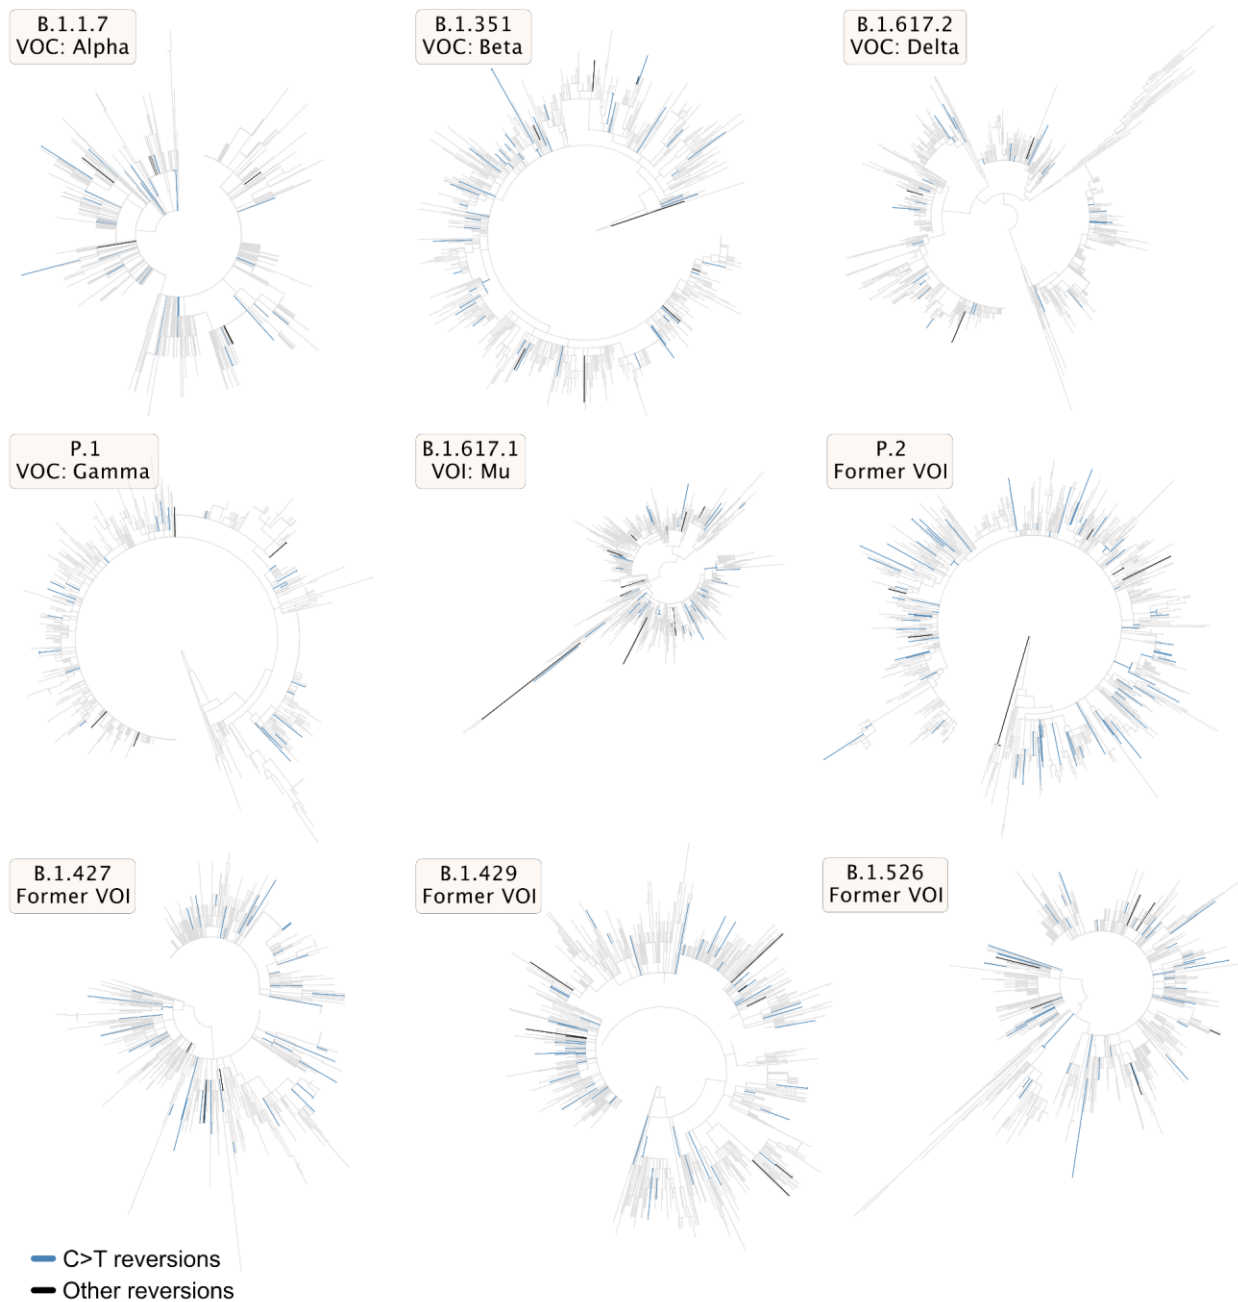 B.1.1.7
VOC: Alpha
B.1.351
VOC: Beta
B.1.617.2
VOC: Delta
P.1
VOC: Gamma
B.1.617.1
VOI: Mu
P.2
Former VOI
B.1.427
Former VOI
B.1.429
Former VOI
B.1.526
Former VOI
C>T reversions
Other reversions